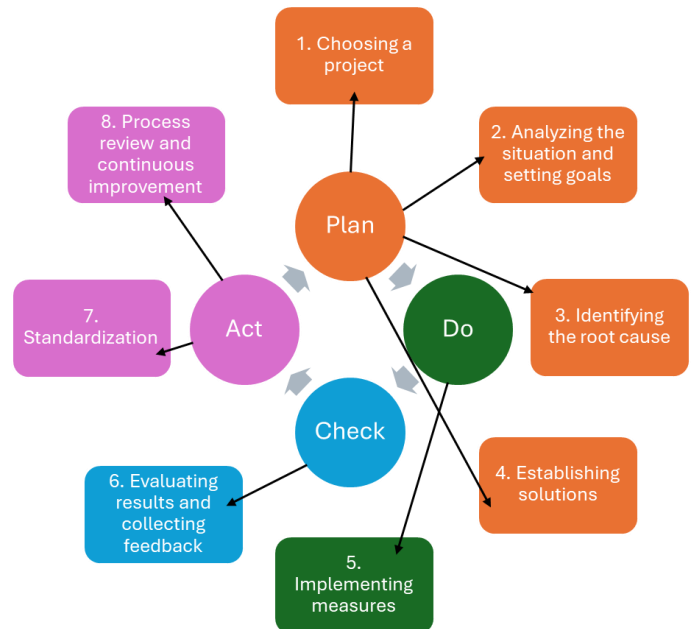 1. Choosing a
project
8. Process
review and
continuous
improvement
2. Analyzing the
situation and
setting goals
Plan
7.
Standardization
Act
Do
3. Identifying
the root cause
Check
6. Evaluating
results and
collecting
feedback
4. Establishing
solutions
5.
Implementing
measures